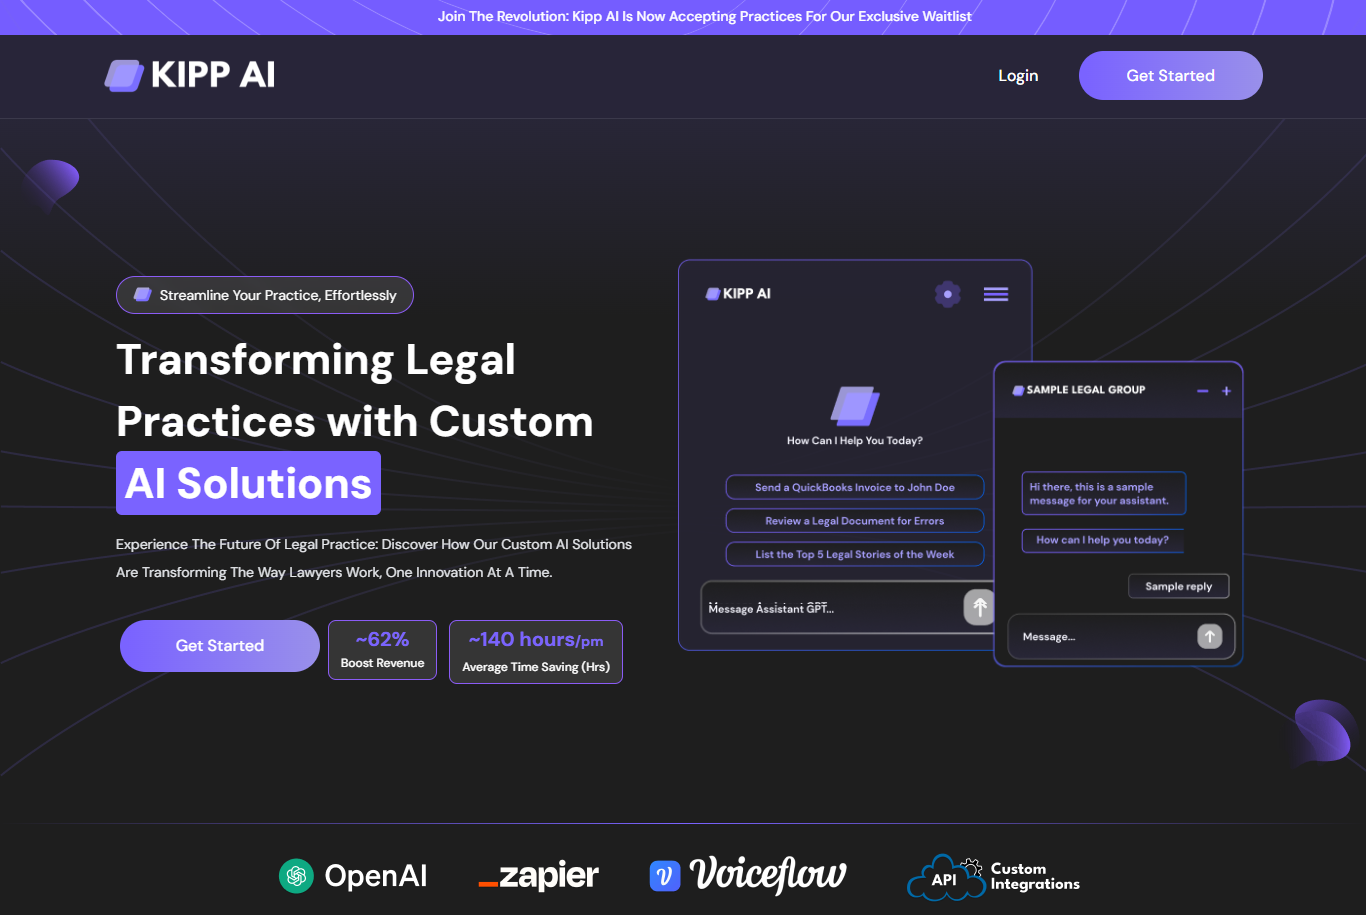 Join The Revolution: Kipp AI Is Now Accepting Practices For Our Exclusive Waitlist
KIPP AI
Login
Get Started
Streamline Your Practice, Effortlessly
Transforming Legal
Practices with Custom
AI Solutions
Experience The Future Of Legal Practice: Discover How Our Custom AI Solutions
Are Transforming The Way Lawyers Work, One Innovation At A Time.
Get Started
~62%
Boost Revenue
~140 hours/pm
Average Time Saving (Hrs)
KIPP AI
How Can I Help You Today?
Send a QuickBooks Invoice to John Doe
Review a Legal Document for Errors
List the Top 5 Legal Stories of the Week
Message Assistant GPT...
SAMPLE LEGAL GROUP
Hi there, this is a sample
message for your assistant.
How can I help you today?
Sample reply
Message...
OpenAI
zapier
V
Voiceflow
API
Custom
Integrations